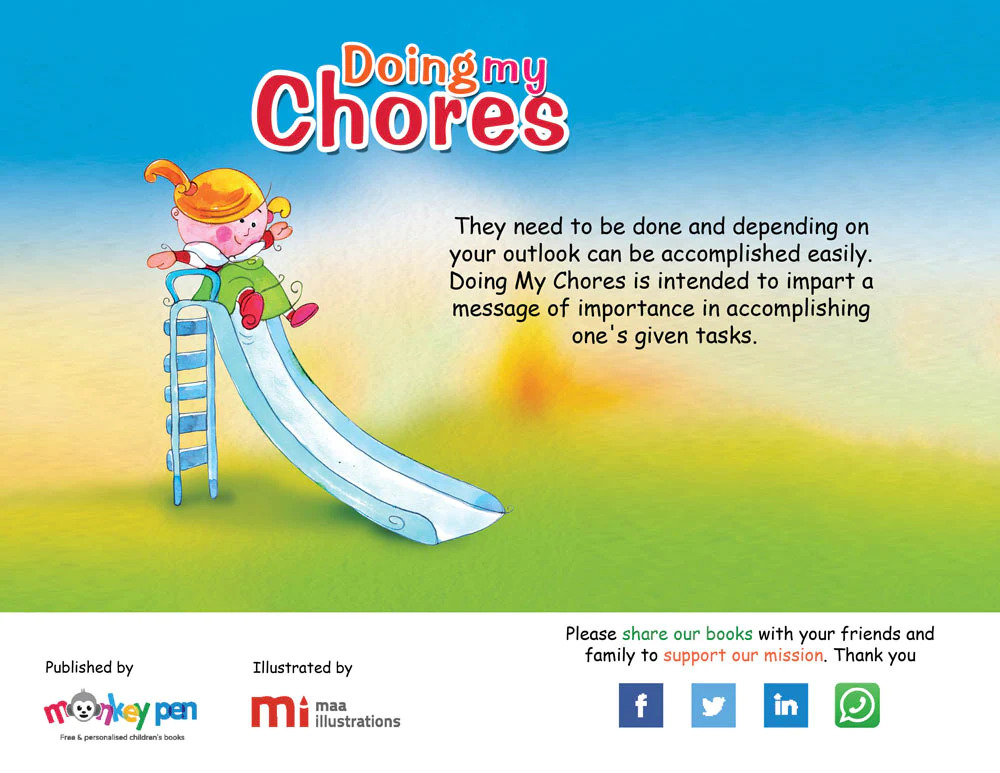 Doing my
Chores
They need to be done and depending on
your outlook can be accomplished easily.
Doing My Chores is intended to impart a
message of importance in accomplishing
one's given tasks.
Please share our books with your friends and
family to support our mission. Thank you
Published by
monkey pen
Free & personalised children's books
Illustrated by
mi maa
illustrations
f
in